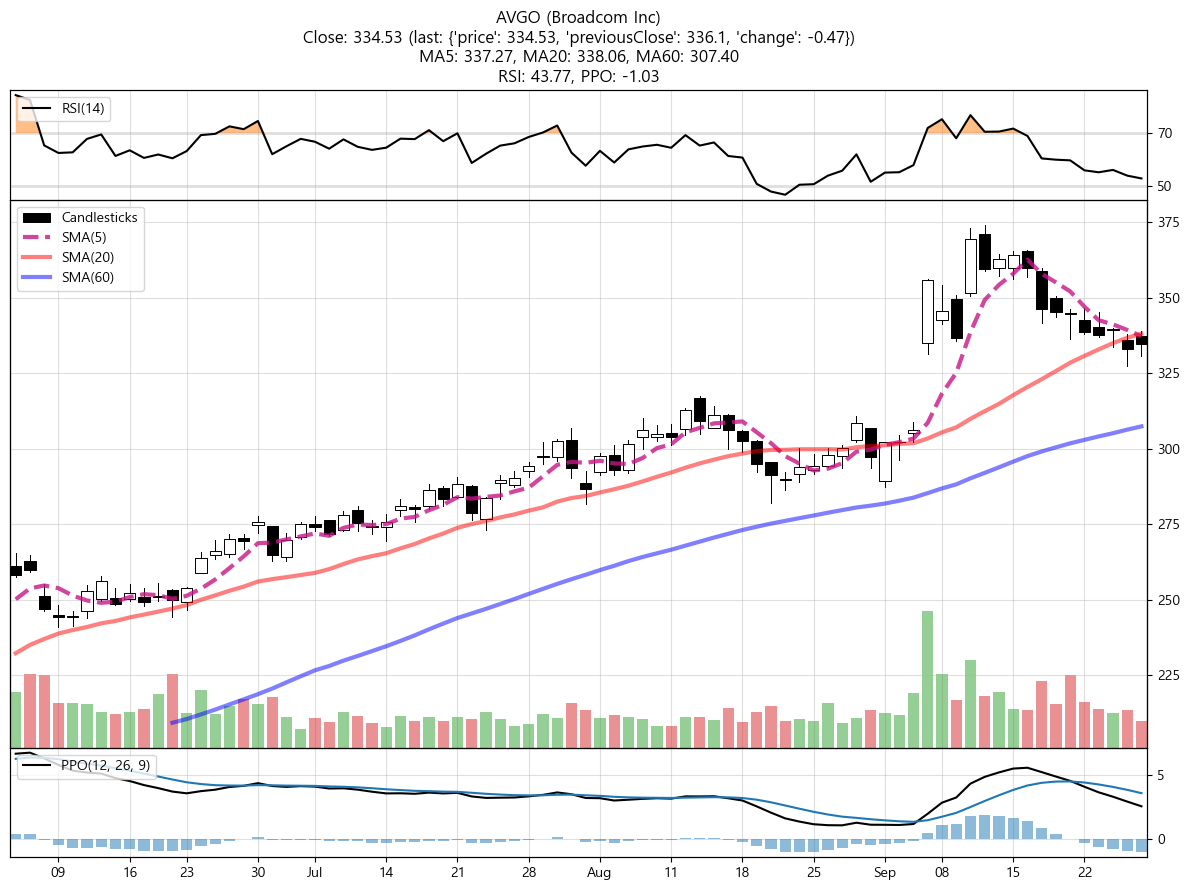 AVGO (Broadcom Inc)
Close: 334.53 (last: {'price': 334.53, 'previousClose': 336.1, 'change': -0.47})
MA5: 337.27, MA20: 338.06, MA60: 307.40
RSI: 43.77, PPO: -1.03
RSI(14)
70
50
Candlesticks
SMA(5)
SMA(20)
SMA(60)
375
350
325
300
275
250
225
PPO(12, 26, 9)
5
0
09 16 23 30 Jul 14 21 28 Aug 11 18 25 Sep 08 15 22